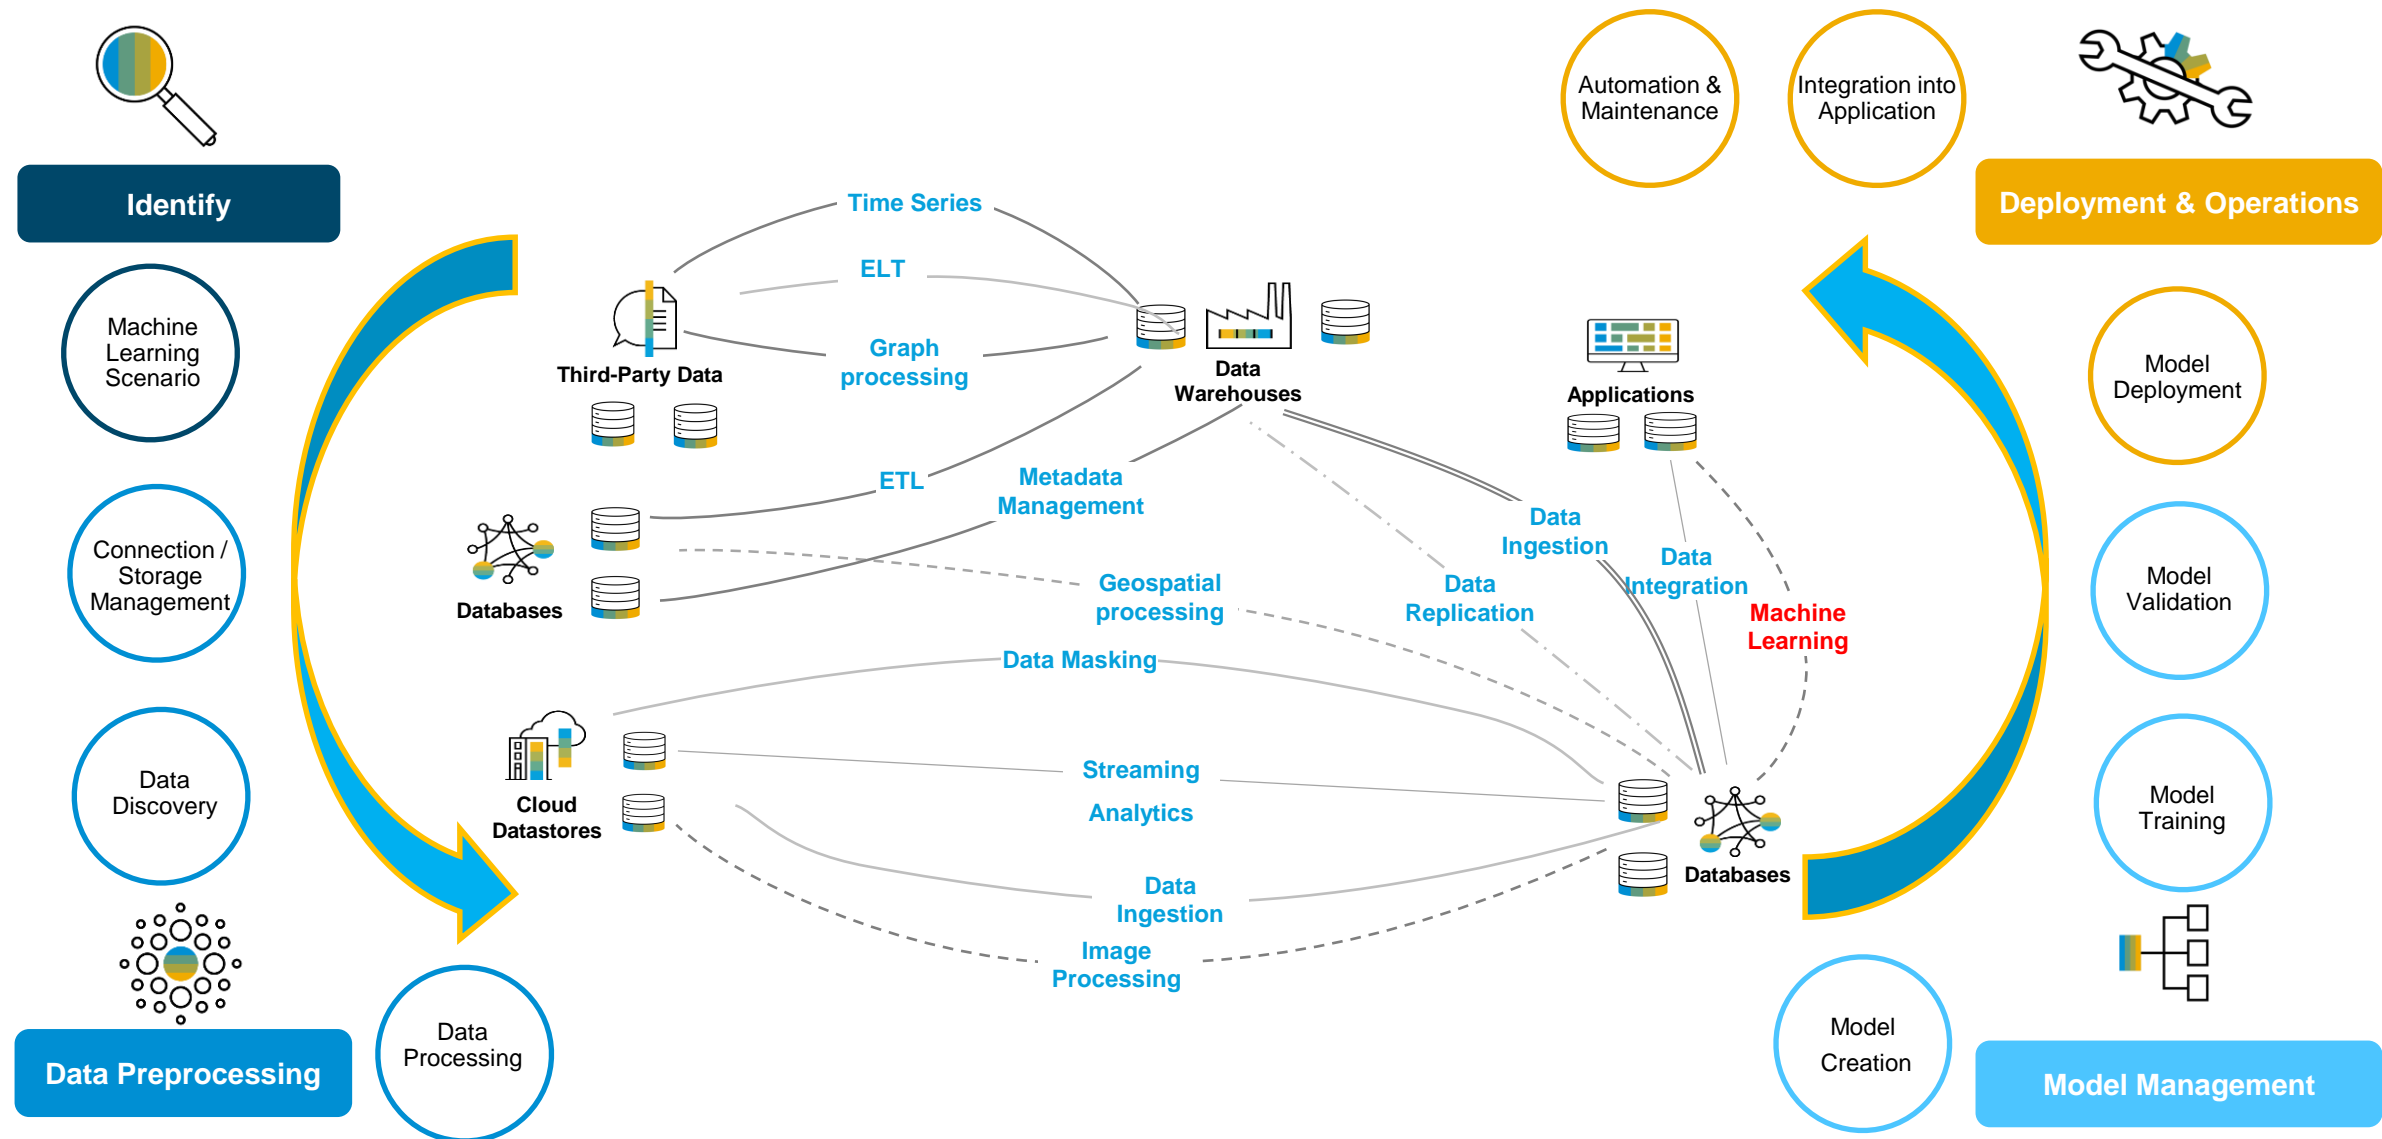 Identify
Machine
Learning
Scenario
Connection /
Storage
Management
Data
Discovery
Data Preprocessing
Data
Processing
Time Series
ELT
Graph
processing
Third-Party Data
Data
Warehouses
ETL
Metadata
Management
Databases
Geospatial
processing
Data Masking
Cloud
Datastores
Streaming
Analytics
Data
Ingestion
Image
Processing
Applications
Data
Ingestion
Data
Replication
Data
Integration
Machine
Learning
Databases
Automation &
Maintenance
Integration into
Application
Deployment & Operations
Model
Deployment
Model
Validation
Model
Training
Model
Creation
Model Management